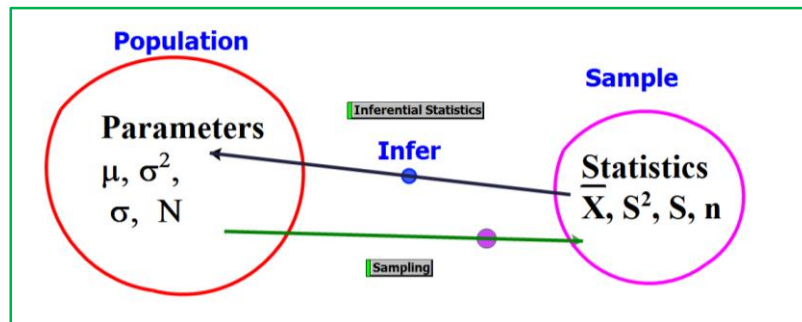 Population
Sample
Inferential Statistics
Parameters
Infer
Statistics
μ, σ²,
X̅, S², S, n
σ, N
Sampling